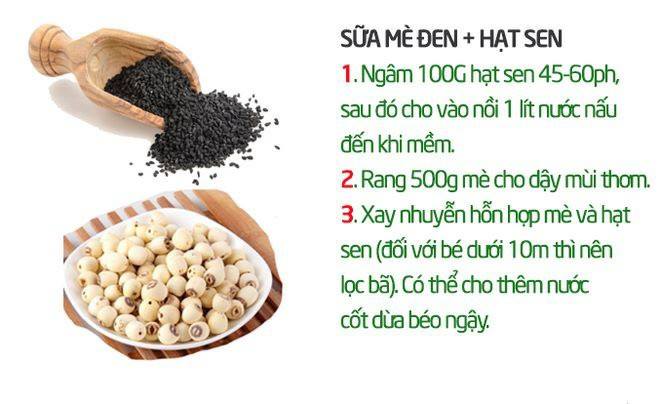 SỮA MÈ ĐEN + HẠT SEN
1. Ngâm 100G hạt sen 45-60ph,
sau đó cho vào nồi 1 lít nước nấu
đến khi mềm.
2. Rang 500g mè cho dậy mùi thơm.
3. Xay nhuyễn hỗn hợp mè và hạt
sen (đối với bé dưới 10m thì nên
lọc bã). Có thể cho thêm nước
cốt dừa béo ngậy.